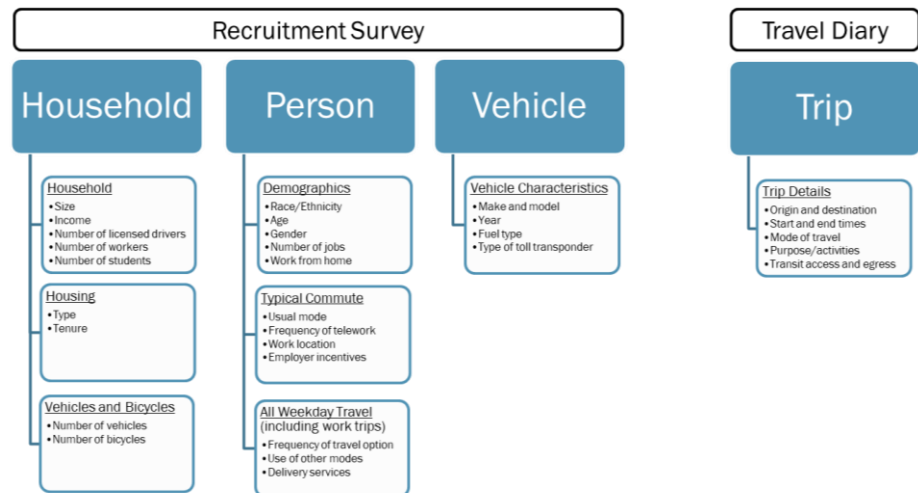 Recruitment Survey
Travel Diary
Household
Person
Vehicle
Trip
Household
•Size
•Income
•Number of licensed drivers
•Number of workers
•Number of students
Housing
•Type
•Tenure
Vehicles and Bicycles
•Number of vehicles
•Number of bicycles
Demographics
•Race/Ethnicity
•Age
•Gender
•Number of jobs
•Work from home
Typical Commute
•Usual mode
•Frequency of telework
•Work location
•Employer incentives
All Weekday Travel
(including work trips)
•Frequency of travel option
•Use of other modes
•Delivery services
Vehicle Characteristics
•Make and model
•Year
•Fuel type
•Type of toll transponder
Trip Details
•Origin and destination
•Start and end times
•Mode of travel
•Purpose/activities
•Transit access and egress